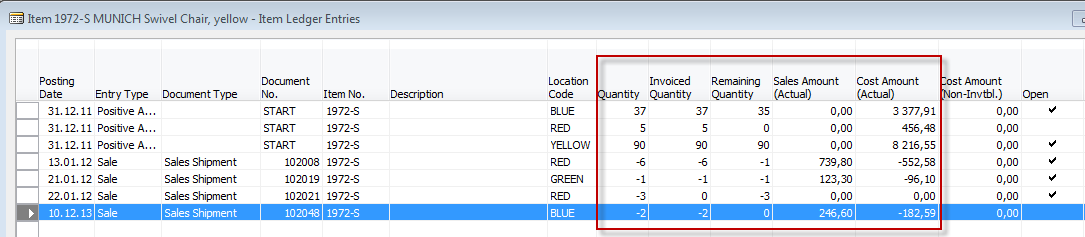 Item 1972-S MUNICH Swivel Chair, yellow - Item Ledger Entries
Posting Date Entry Type Document Type Document No. Item No. Description Location Code Quantity Invoiced Quantity Remaining Quantity Sales Amount (Actual) Cost Amount (Actual) Cost Amount (Non-Invtbl.) Open
31.12.11 Positive A... START 1972-S BLUE 37 37 35 0,00 3 377,91 0,00 ✔
31.12.11 Positive A... START 1972-S RED 5 5 0 0,00 456,48 0,00
31.12.11 Positive A... START 1972-S YELLOW 90 90 90 0,00 8 216,55 0,00 ✔
13.01.12 Sale Sales Shipment 102008 1972-S RED -6 -6 -1 739,80 -552,58 0,00 ✔
21.01.12 Sale Sales Shipment 102019 1972-S GREEN -1 -1 -1 123,30 -96,10 0,00 ✔
22.01.12 Sale Sales Shipment 102021 1972-S RED -3 0 -3 0,00 0,00 0,00 ✔
10.12.13 Sale Sales Shipment 102048 1972-S BLUE -2 -2 0 246,60 -182,59 0,00